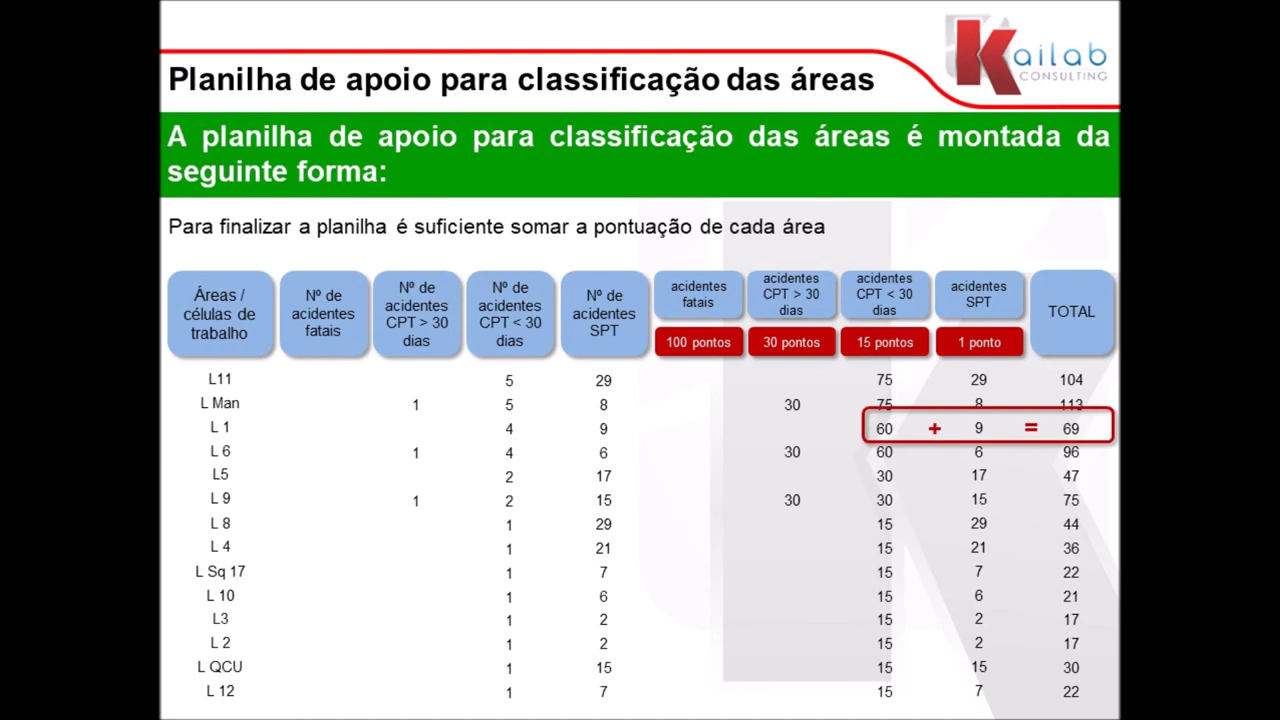 Kailab
CONSULTING
Planilha de apoio para classificação das áreas
A planilha de apoio para classificação das áreas é montada da
seguinte forma:
Para finalizar a planilha é suficiente somar a pontuação de cada área
Áreas /
células de
trabalho
Nº de
acidentes
fatais
Nº de
acidentes
CPT > 30
dias
Nº de
acidentes
CPT < 30
dias
Nº de
acidentes
SPT
acidentes
fatais
100 pontos
acidentes
CPT > 30
dias
30 pontos
acidentes
CPT < 30
dias
15 pontos
acidentes
SPT
1 ponto
TOTAL
L11 5 29 75 29 104
L Man 1 5 8 30 75 8 113
L 1 4 9 60 + 9 = 69
L 6 1 4 6 30 60 6 96
L5 2 17 30 17 47
L 9 1 2 15 30 30 15 75
L 8 1 29 15 29 44
L 4 1 21 15 21 36
L Sq 17 1 7 15 7 22
L 10 1 6 15 6 21
L3 1 2 15 2 17
L 2 1 2 15 2 17
L QCU 1 15 15 15 30
L 12 1 7 15 7 22